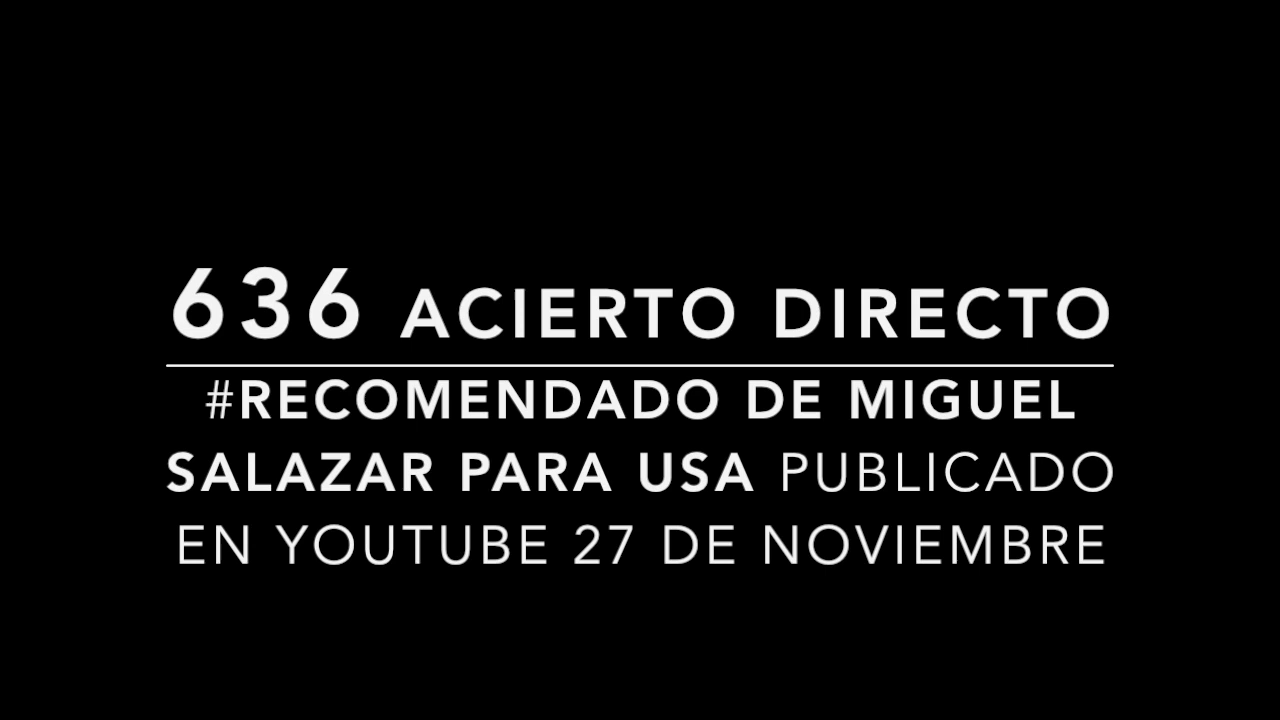 636 ACIERTO DIRECTO
#RECOMENDADO DE MIGUEL
SALAZAR PARA USA PUBLICADO
EN YOUTUBE 27 DE NOVIEMBRE